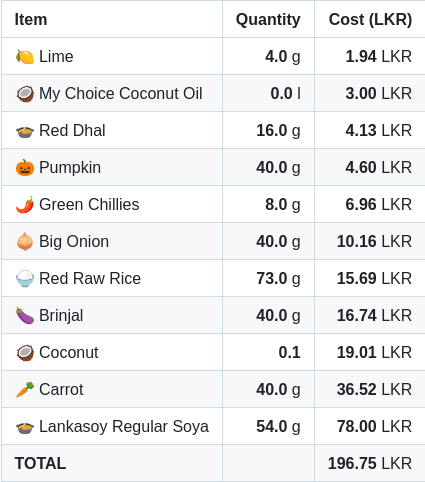 Item Quantity Cost (LKR)
🍋 Lime 4.0 g 1.94 LKR
🥥 My Choice Coconut Oil 0.0 l 3.00 LKR
🍲 Red Dhal 16.0 g 4.13 LKR
🎃 Pumpkin 40.0 g 4.60 LKR
🌶️ Green Chillies 8.0 g 6.96 LKR
🧅 Big Onion 40.0 g 10.16 LKR
🍚 Red Raw Rice 73.0 g 15.69 LKR
🍆 Brinjal 40.0 g 16.74 LKR
🥥 Coconut 0.1 19.01 LKR
🥕 Carrot 40.0 g 36.52 LKR
🍲 Lankasoy Regular Soya 54.0 g 78.00 LKR
TOTAL 196.75 LKR